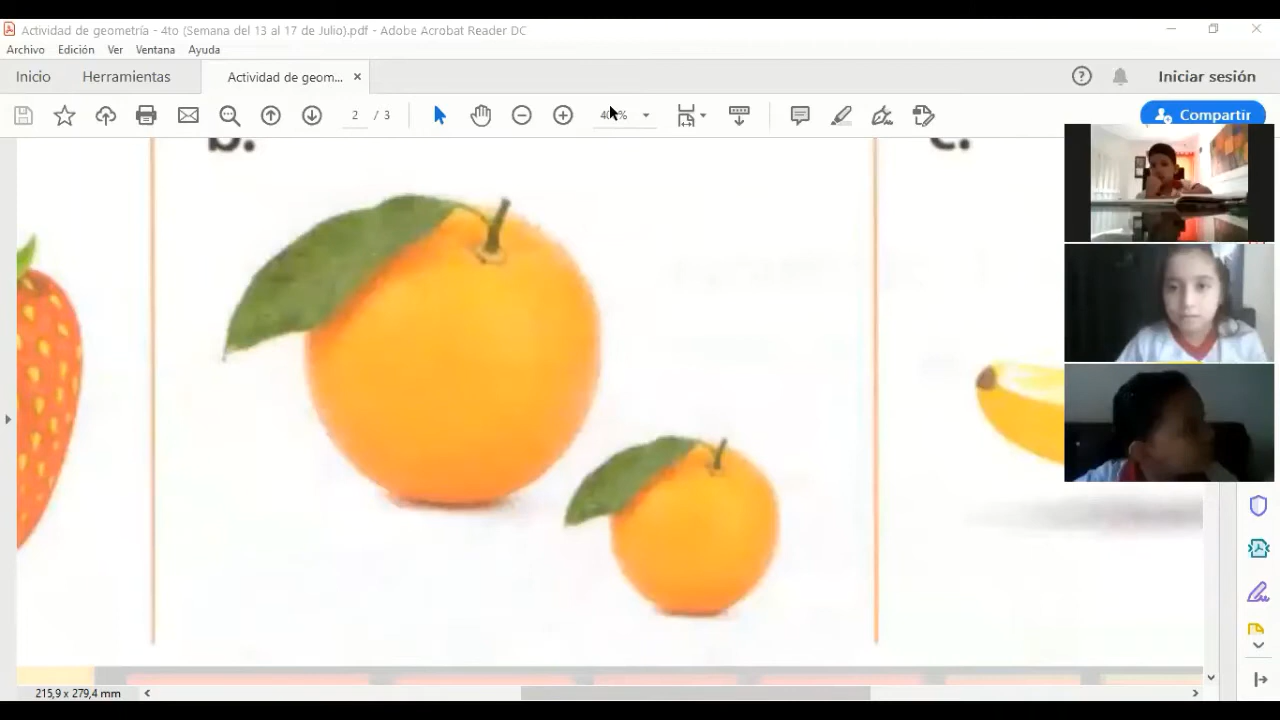 Actividad de geometría - 4to (Semana del 13 al 17 de Julio).pdf - Adobe Acrobat Reader DC
Archivo Edición Ver Ventana Ayuda
Inicio Herramientas Actividad de geom... × Iniciar sesión
2 / 3 Compartir
b. c.
215,9 x 279,4 mm